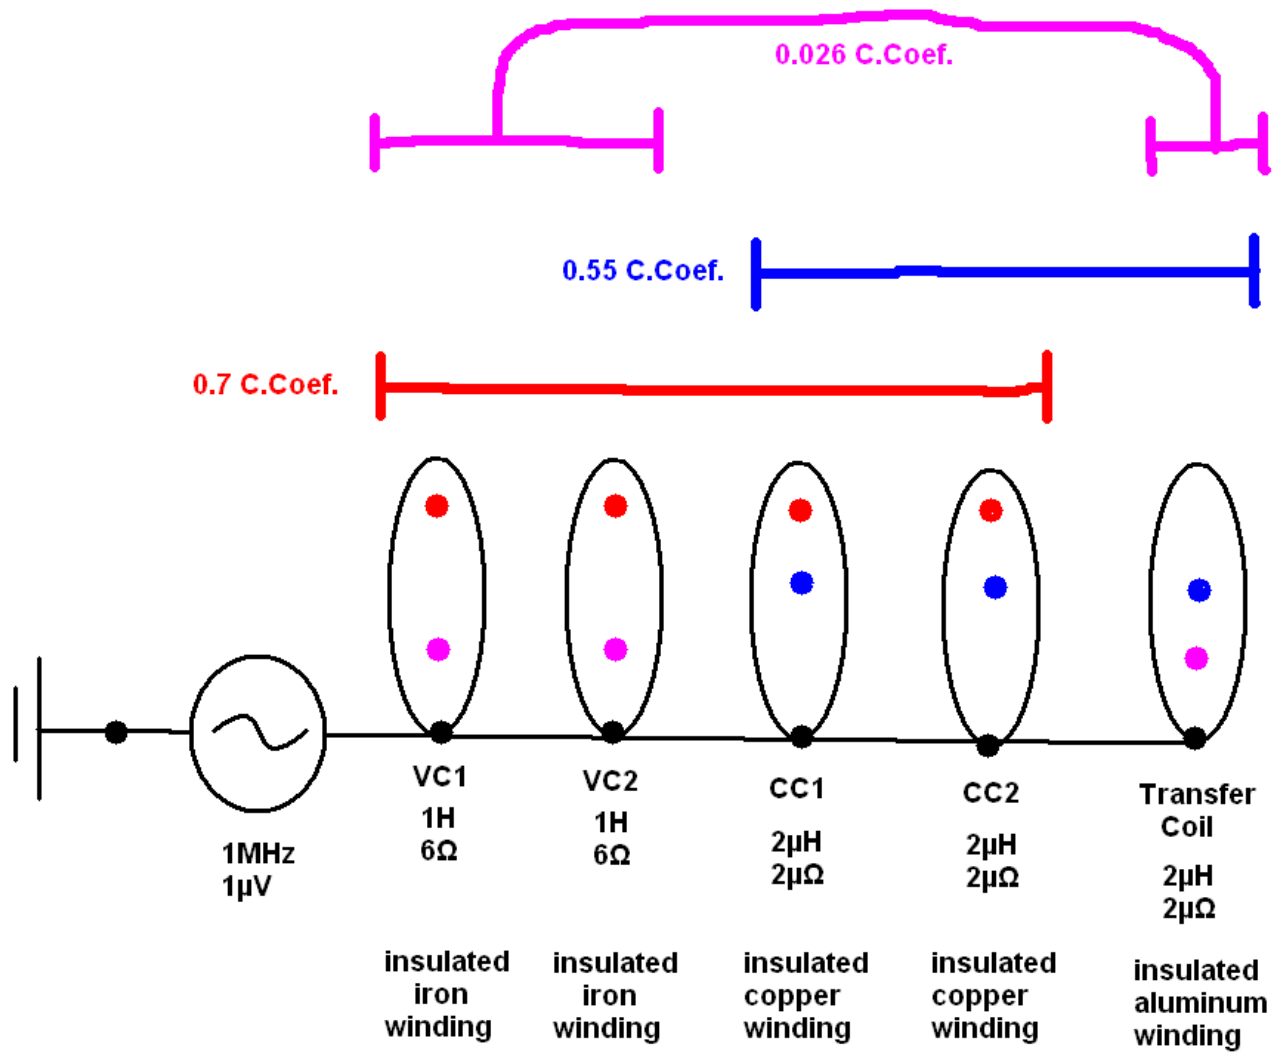 0.026 C.Coef.
0.55 C.Coef.
0.7 C.Coef.
1MHz
1µV
VC1
1H
6Ω
VC2
1H
6Ω
CC1
2µH
2µΩ
CC2
2µH
2µΩ
Transfer
Coil
2µH
2µΩ
insulated
iron
winding
insulated
iron
winding
insulated
copper
winding
insulated
copper
winding
insulated
aluminum
winding